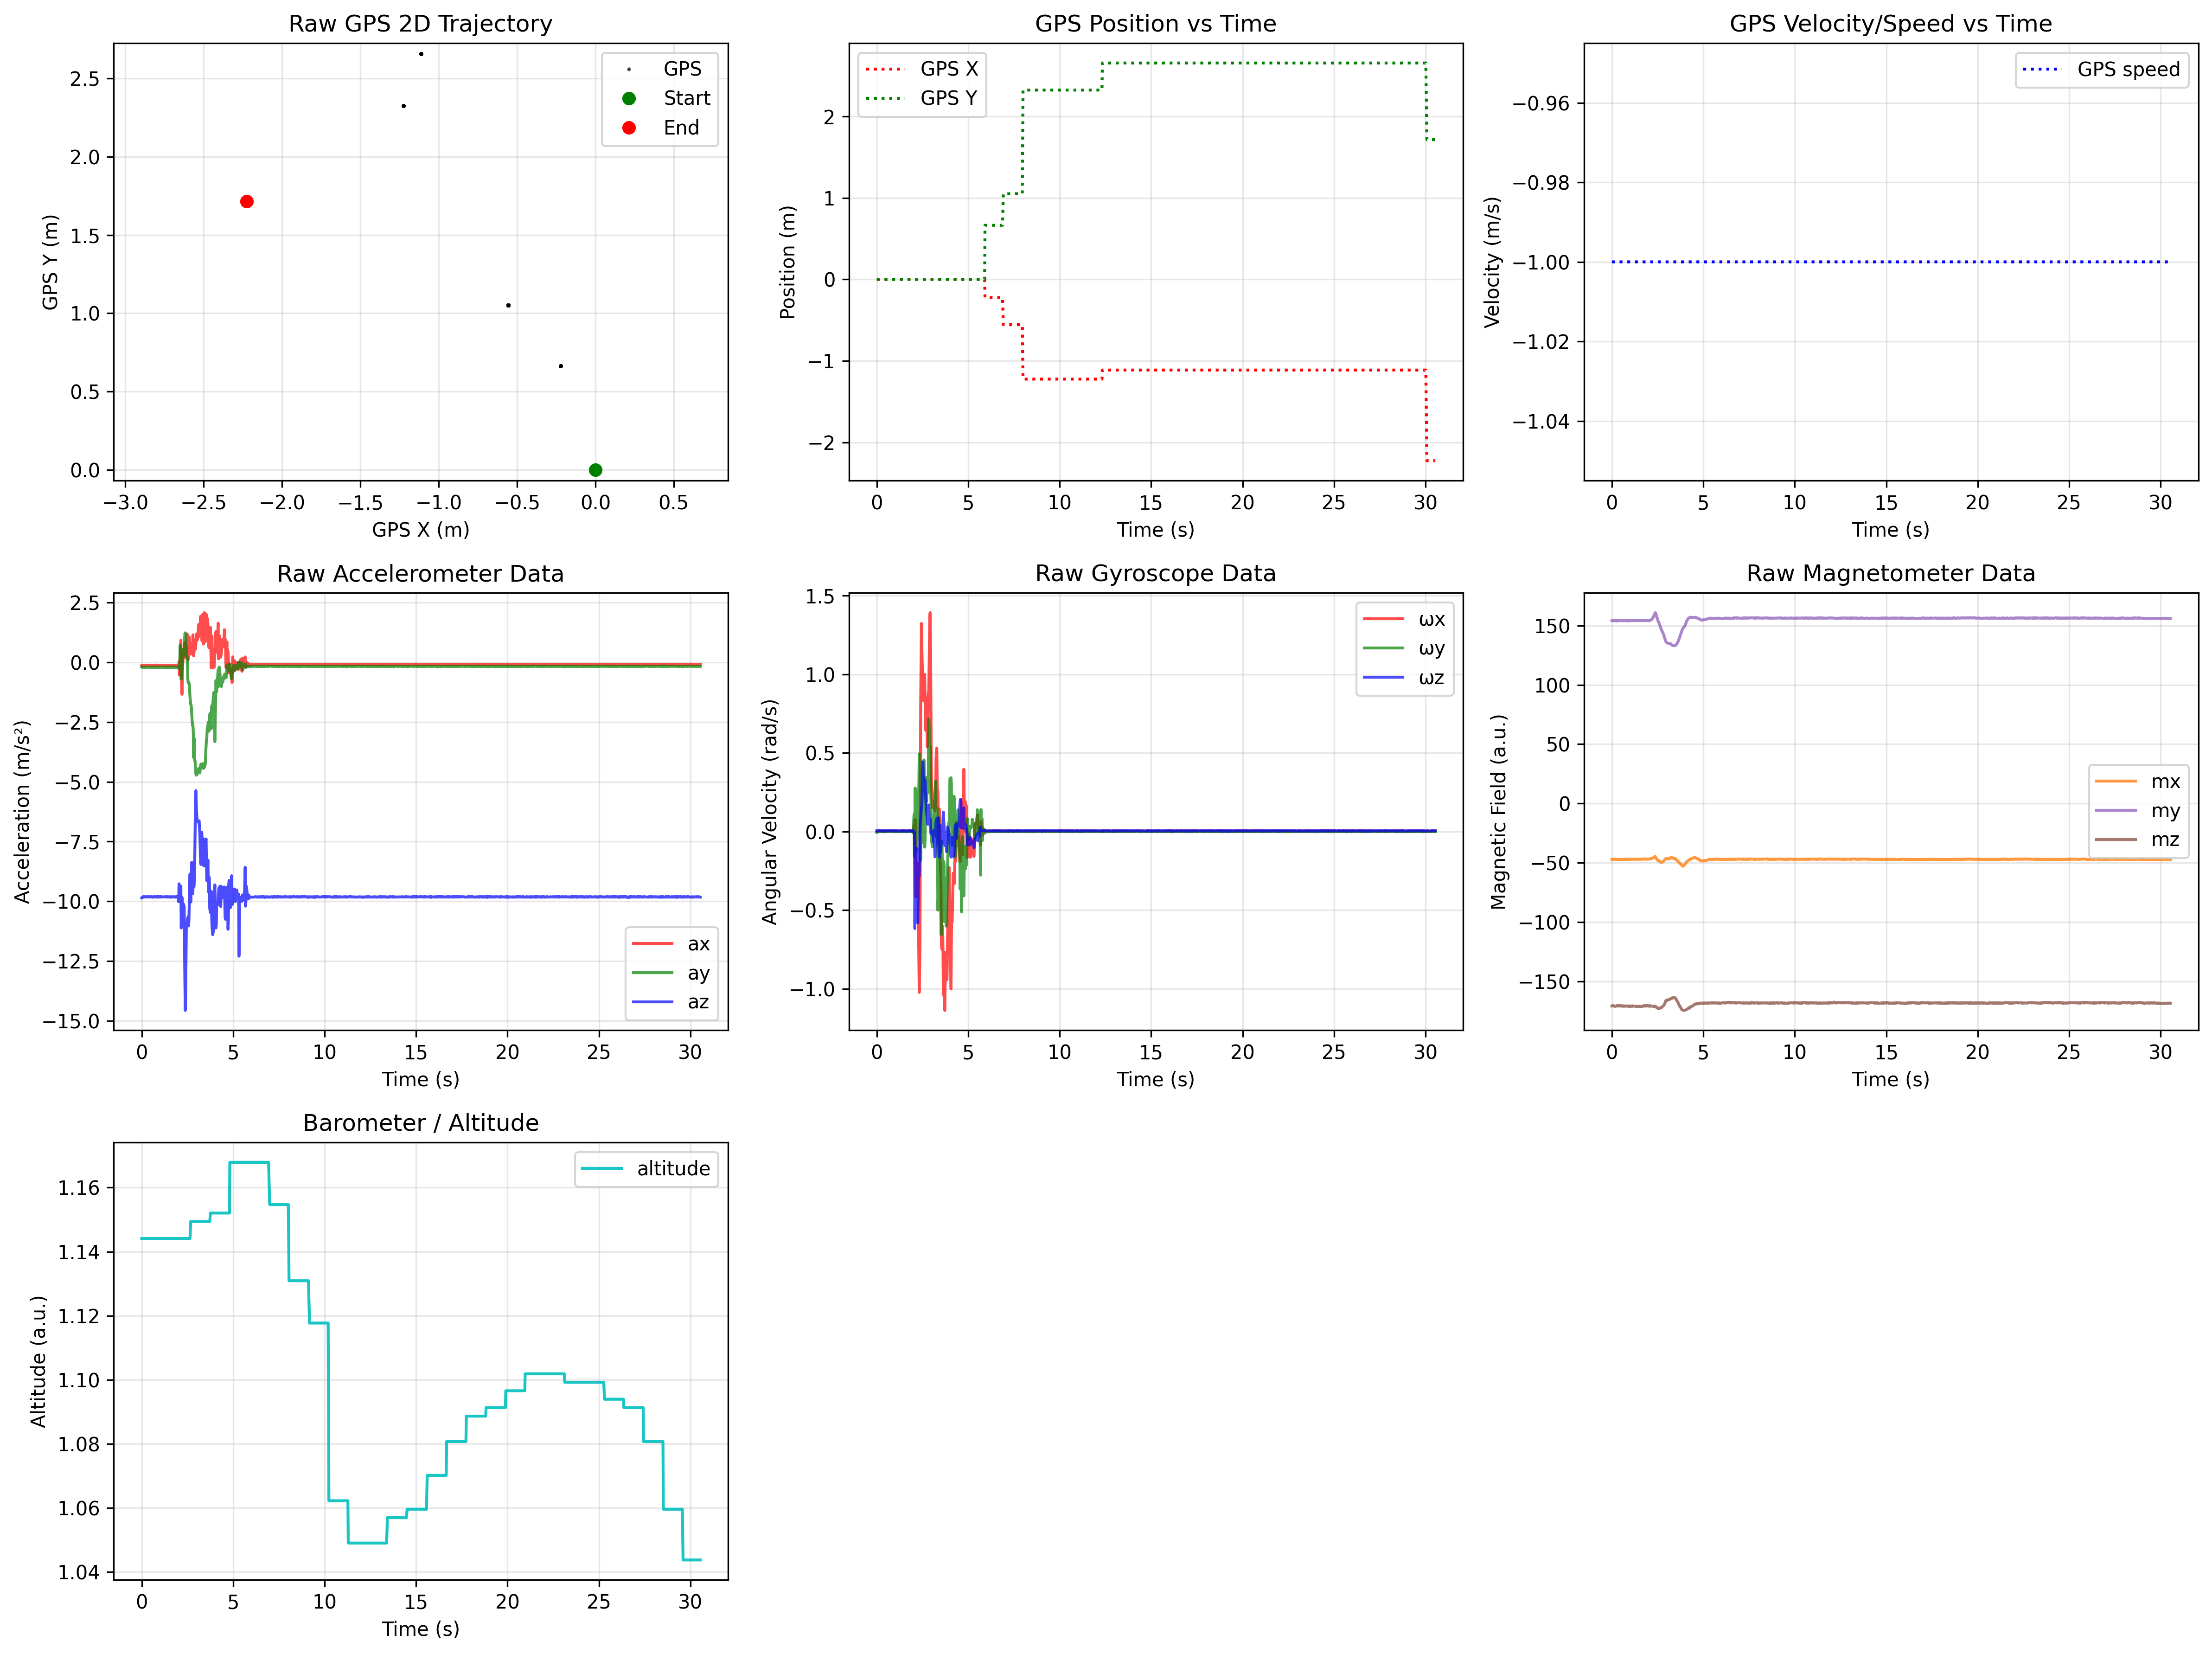 Raw GPS 2D Trajectory
GPS Y (m)
2.5
2.0
1.5
1.0
0.5
0.0
−3.0 −2.5 −2.0 −1.5 −1.0 −0.5 0.0 0.5
GPS X (m)
GPS
Start
End
GPS Position vs Time
Position (m)
2
1
0
−1
−2
0 5 10 15 20 25 30
Time (s)
GPS X
GPS Y
GPS Velocity/Speed vs Time
Velocity (m/s)
−0.96
−0.98
−1.00
−1.02
−1.04
0 5 10 15 20 25 30
Time (s)
GPS speed
Raw Accelerometer Data
Acceleration (m/s²)
2.5
0.0
−2.5
−5.0
−7.5
−10.0
−12.5
−15.0
0 5 10 15 20 25 30
Time (s)
ax
ay
az
Raw Gyroscope Data
Angular Velocity (rad/s)
1.5
1.0
0.5
0.0
−0.5
−1.0
0 5 10 15 20 25 30
Time (s)
ωx
ωy
ωz
Raw Magnetometer Data
Magnetic Field (a.u.)
150
100
50
0
−50
−100
−150
0 5 10 15 20 25 30
Time (s)
mx
my
mz
Barometer / Altitude
Altitude (a.u.)
1.16
1.14
1.12
1.10
1.08
1.06
1.04
0 5 10 15 20 25 30
Time (s)
altitude